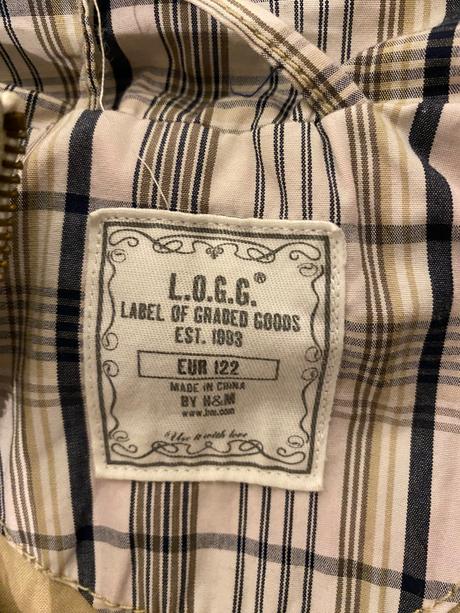 L.O.G.G.®
LABEL OF GRADED GOODS
EST. 1993
EUR 122
MADE IN CHINA
BY H&M
www.hm.com
Use it with love